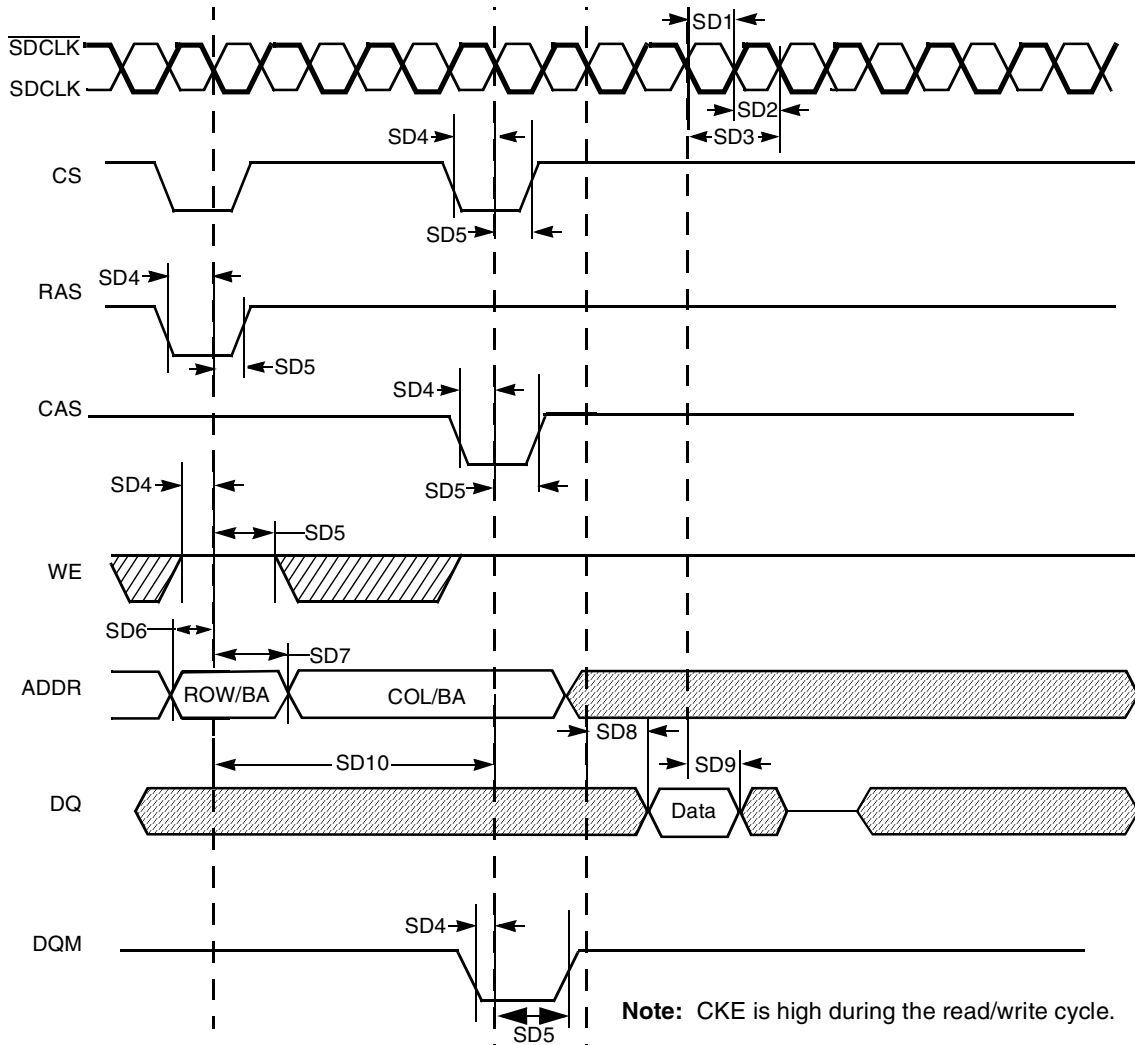 SD1
SDCLK
SDCLK
SD2
SD4
SD3
CS
SD5
SD4
RAS
SD5
SD4
CAS
SD4
SD5
SD5
WE
SD6
SD7
ADDR
ROW/BA
COL/BA
SD8
SD10
SD9
DQ
Data
SD4
DQM
Note: CKE is high during the read/write cycle.
SD5